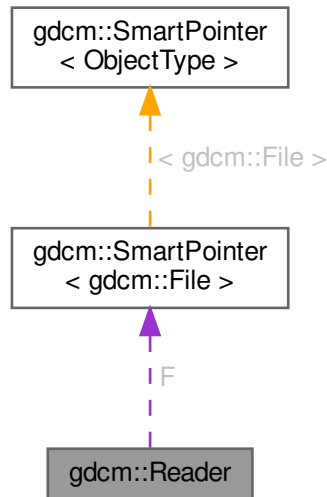 gdcm::SmartPointer
< ObjectType >
< gdcm::File >
gdcm::SmartPointer
< gdcm::File >
F
gdcm::Reader